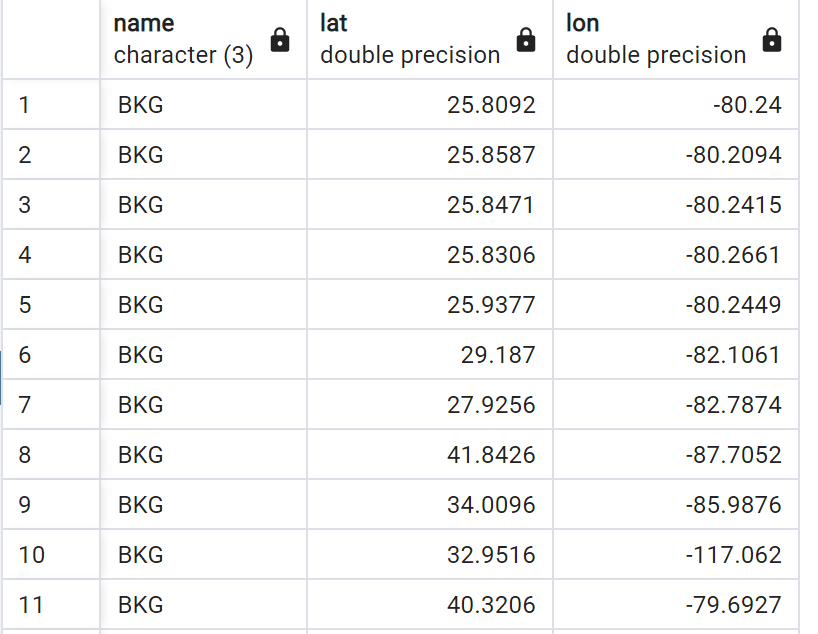 name lat lon
character (3) double precision double precision
1 BKG 25.8092 -80.24
2 BKG 25.8587 -80.2094
3 BKG 25.8471 -80.2415
4 BKG 25.8306 -80.2661
5 BKG 25.9377 -80.2449
6 BKG 29.187 -82.1061
7 BKG 27.9256 -82.7874
8 BKG 41.8426 -87.7052
9 BKG 34.0096 -85.9876
10 BKG 32.9516 -117.062
11 BKG 40.3206 -79.6927